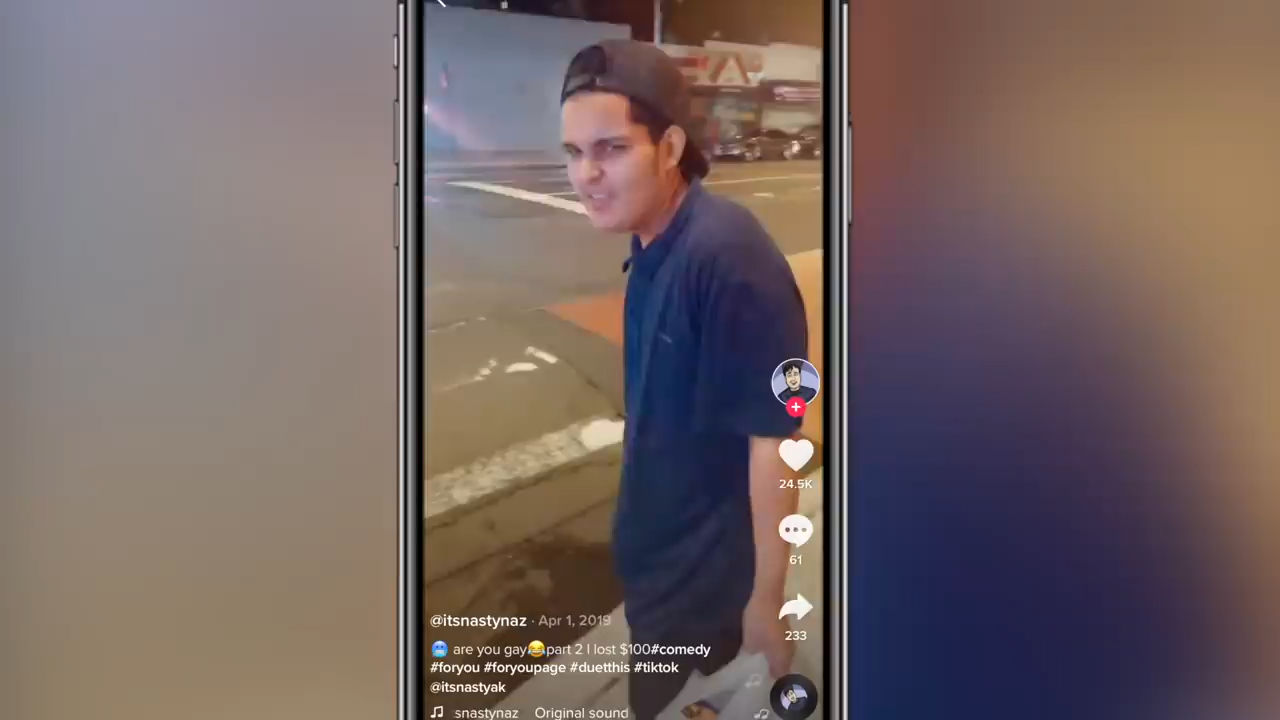 24.5K
61
233
@itsnastynaz · Apr 1, 2019
🥶 are you gay😂part 2 I lost $100#comedy
#foryou #foryoupage #duetthis #tiktok
@itsnastyak
snastynaz Original sound